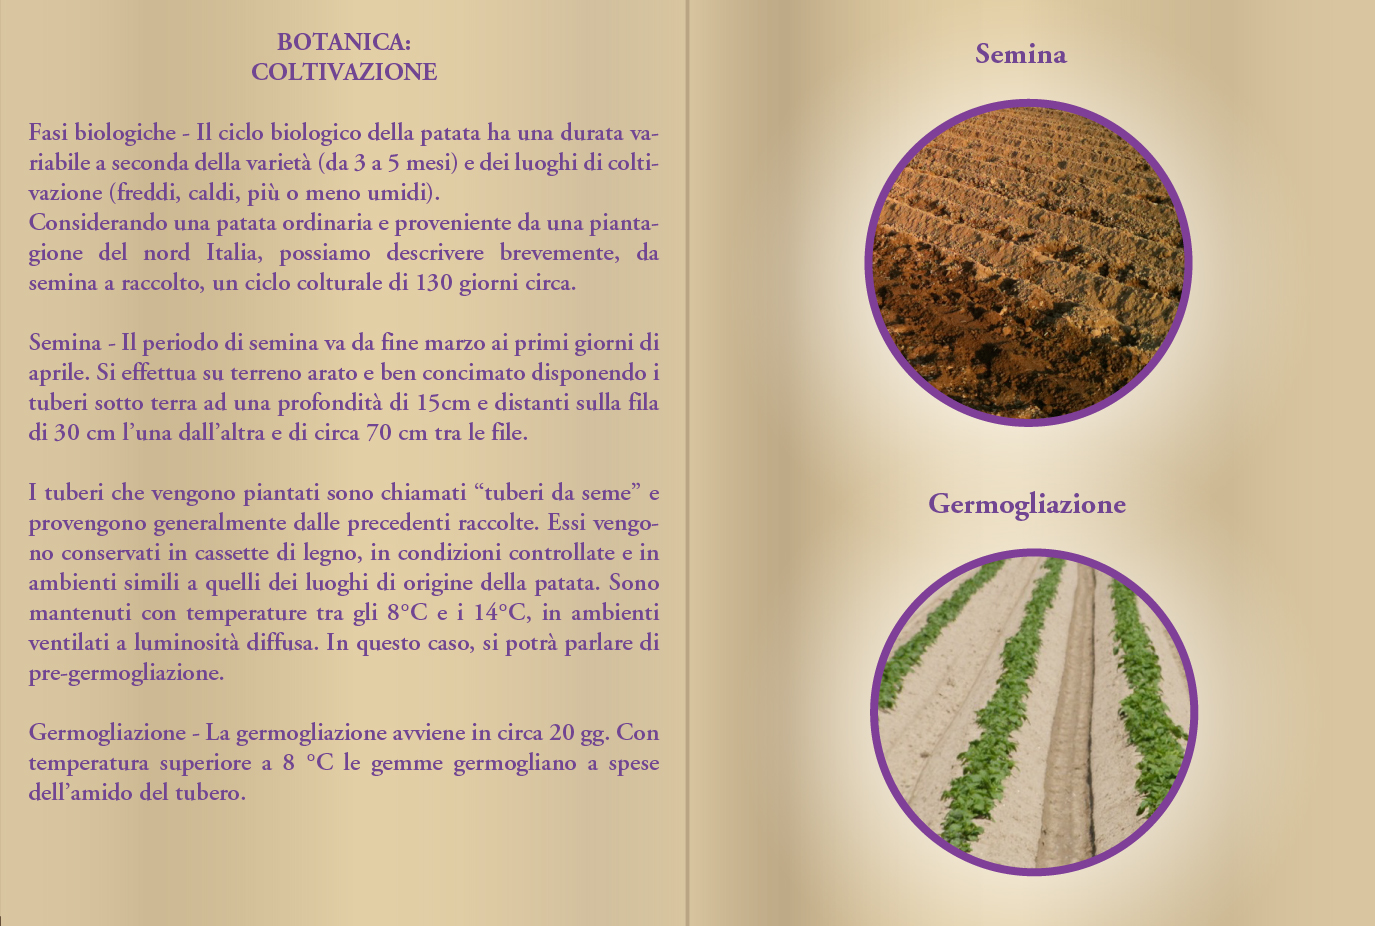 BOTANICA:
COLTIVAZIONE
Fasi biologiche - Il ciclo biologico della patata ha una durata va-
riabile a seconda della varietà (da 3 a 5 mesi) e dei luoghi di colti-
vazione (freddi, caldi, più o meno umidi).
Considerando una patata ordinaria e proveniente da una pianta-
gione del nord Italia, possiamo descrivere brevemente, da
semina a raccolto, un ciclo colturale di 130 giorni circa.
Semina - Il periodo di semina va da fine marzo ai primi giorni di
aprile. Si effettua su terreno arato e ben concimato disponendo i
tuberi sotto terra ad una profondità di 15cm e distanti sulla fila
di 30 cm l’una dall’altra e di circa 70 cm tra le file.
I tuberi che vengono piantati sono chiamati “tuberi da seme” e
provengono generalmente dalle precedenti raccolte. Essi vengo-
no conservati in cassette di legno, in condizioni controllate e in
ambienti simili a quelli dei luoghi di origine della patata. Sono
mantenuti con temperature tra gli 8°C e i 14°C, in ambienti
ventilati a luminosità diffusa. In questo caso, si potrà parlare di
pre-germogliazione.
Germogliazione - La germogliazione avviene in circa 20 gg. Con
temperatura superiore a 8 °C le gemme germogliano a spese
dell’amido del tubero.
Semina
Germogliazione